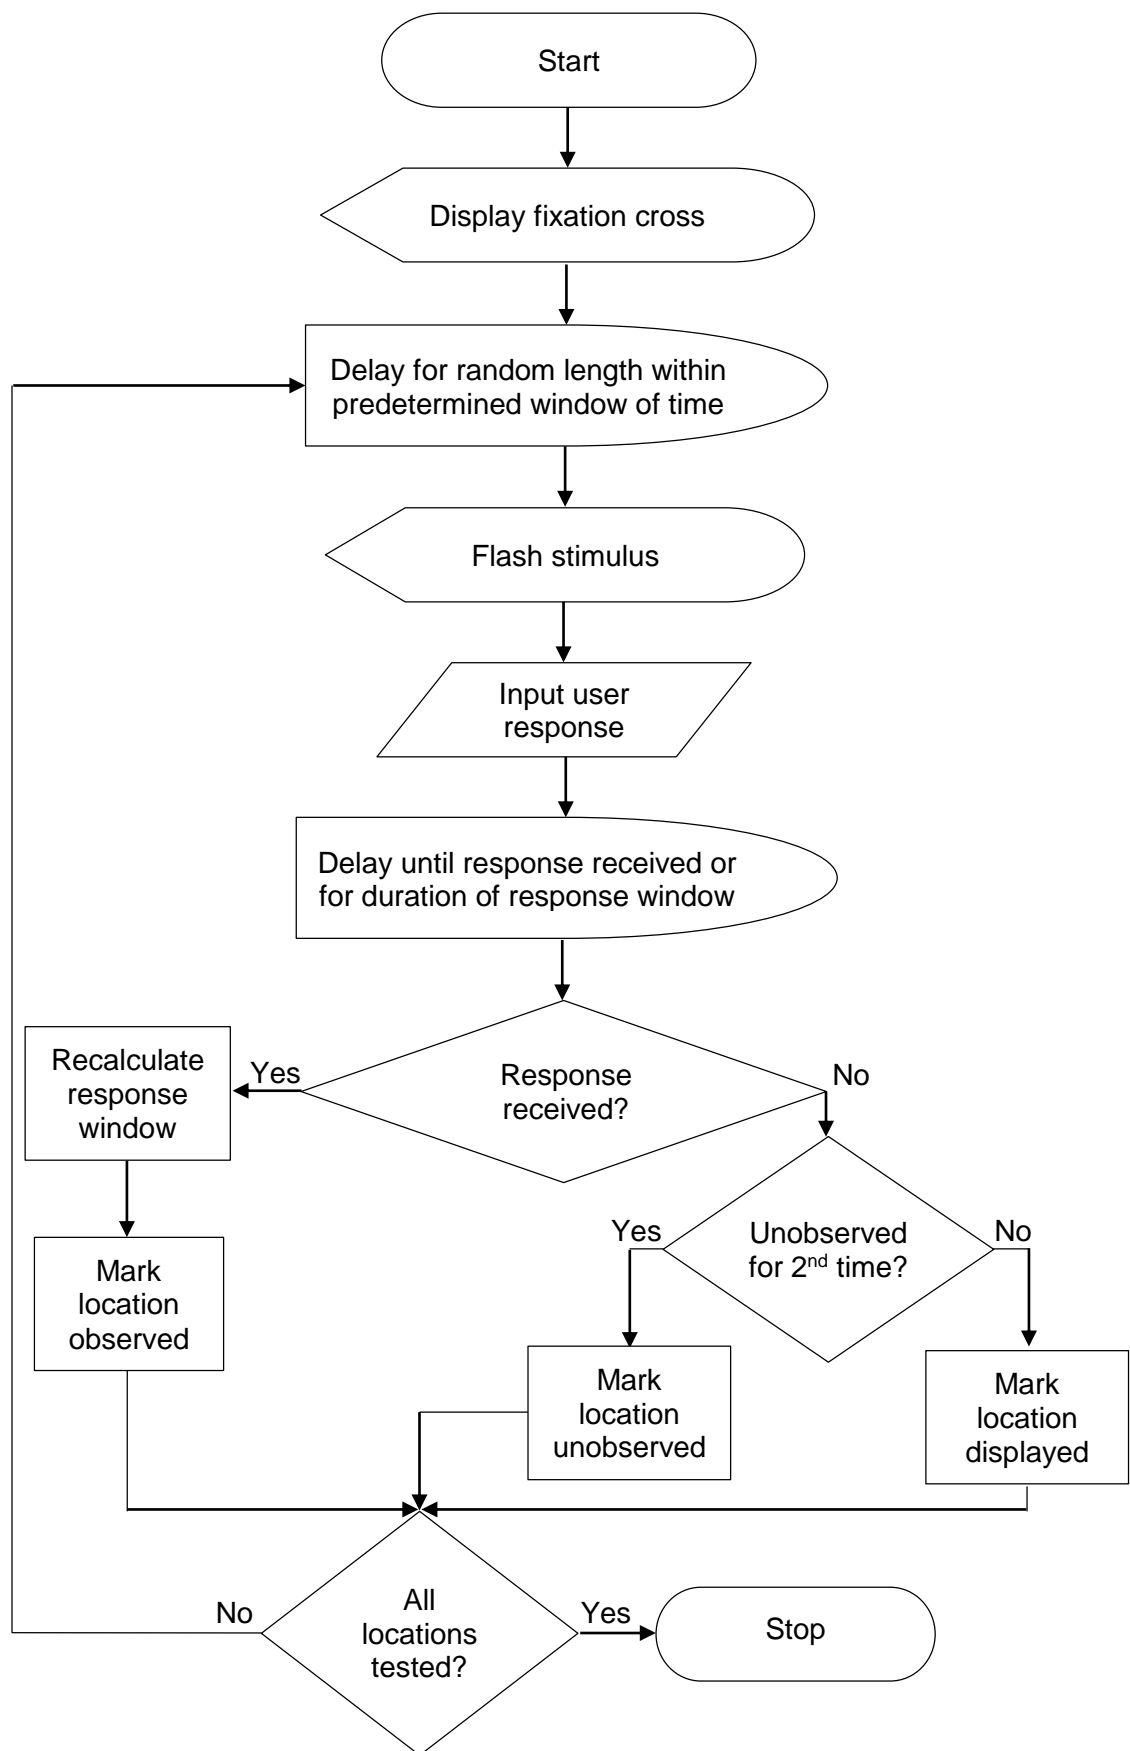 Start
Display fixation cross
Delay for random length within
predetermined window of time
Flash stimulus
Input user
response
Delay until response received or
for duration of response window
Response
received?
Yes
No
Recalculate
response
window
Mark
location
observed
Unobserved
for 2nd time?
Yes
No
Mark
location
unobserved
Mark
location
displayed
All
locations
tested?
No
Yes
Stop